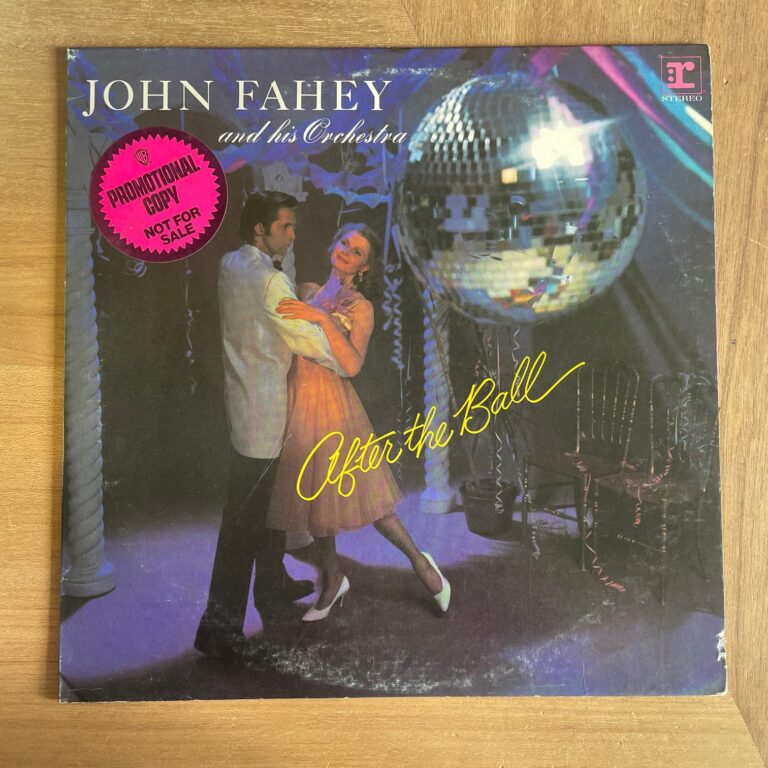 JOHN FAHEY
and his Orchestra
r
STEREO
W
PROMOTIONAL
COPY
NOT FOR
SALE
After the Ball